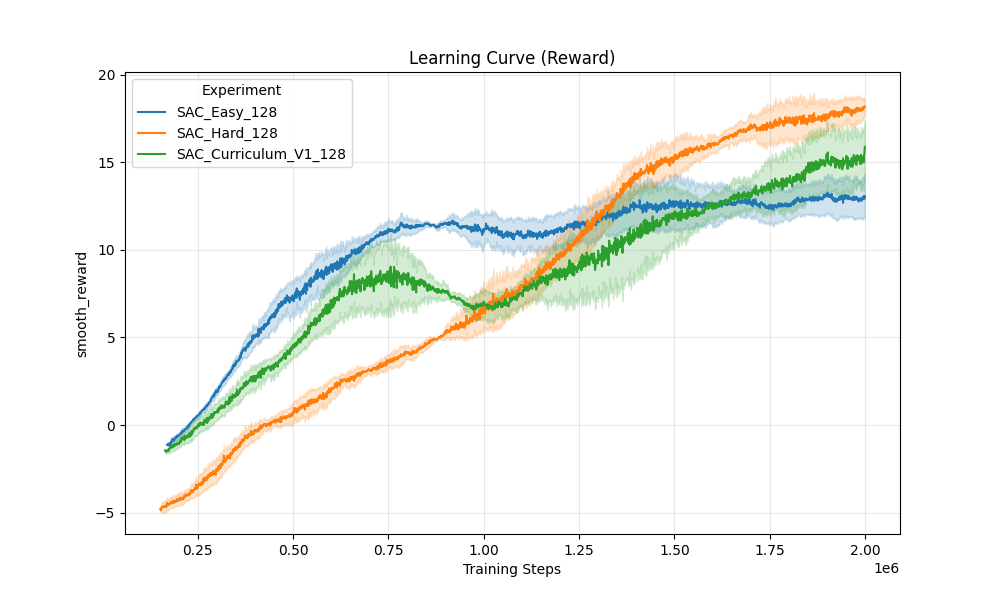 Learning Curve (Reward)
Experiment
SAC_Easy_128
SAC_Hard_128
SAC_Curriculum_V1_128
20
15
10
5
0
−5
smooth_reward
0.25 0.50 0.75 1.00 1.25 1.50 1.75 2.00
1e6
Training Steps